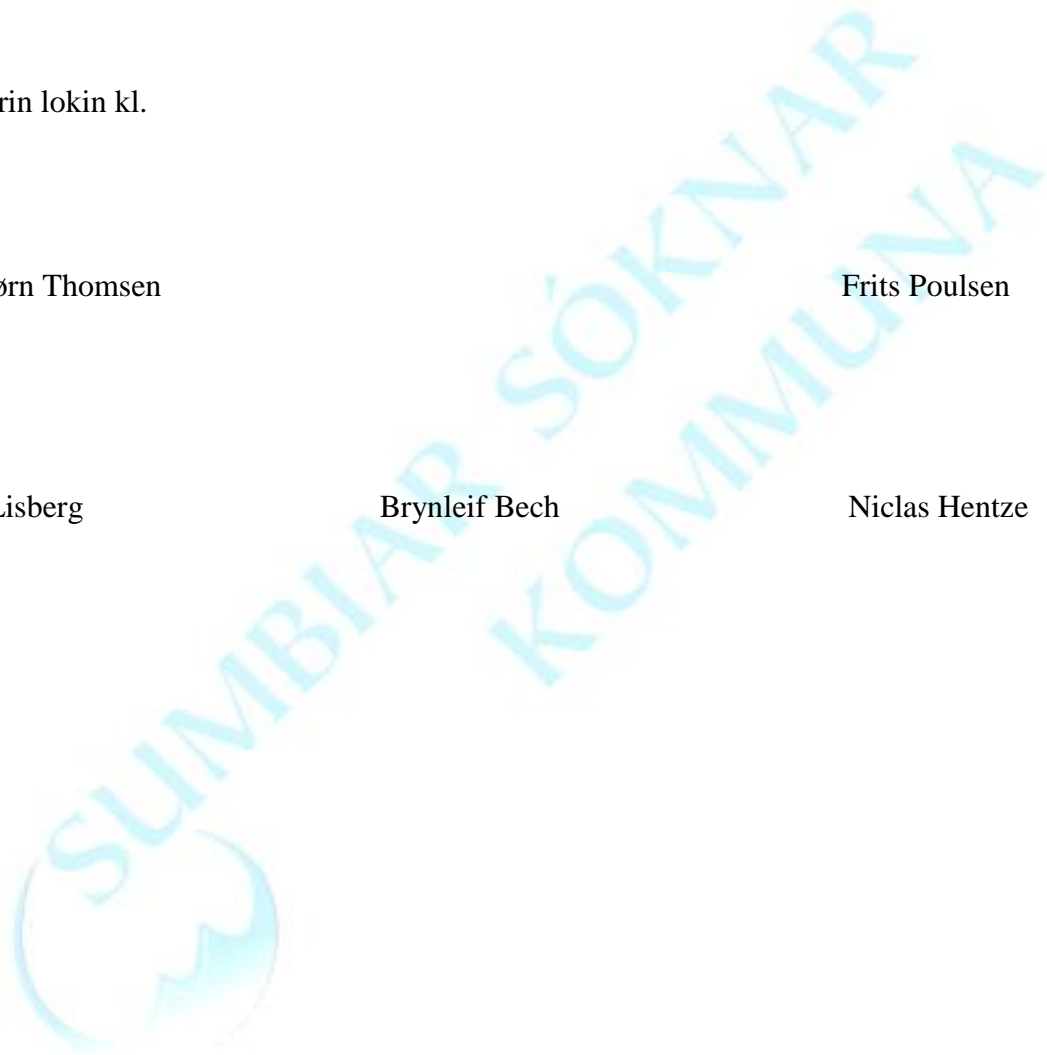 rin lokin kl.
ørn Thomsen Frits Poulsen
Lisberg Brynleif Bech Niclas Hentze
SUMBIAR SÓKNAR
KOMMUNA